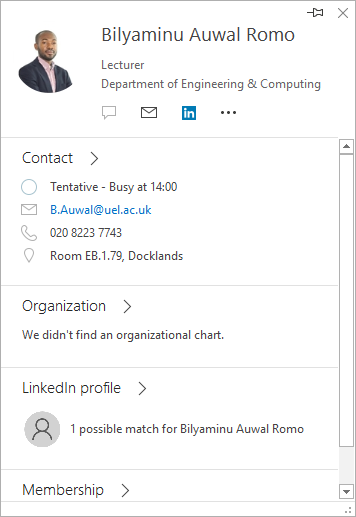 Bilyaminu Auwal Romo
Lecturer
Department of Engineering & Computing
in
Contact
Tentative - Busy at 14:00
B.Auwal@uel.ac.uk
020 8223 7743
Room EB.1.79, Docklands
Organization
We didn't find an organizational chart.
LinkedIn profile
1 possible match for Bilyaminu Auwal Romo
Membership